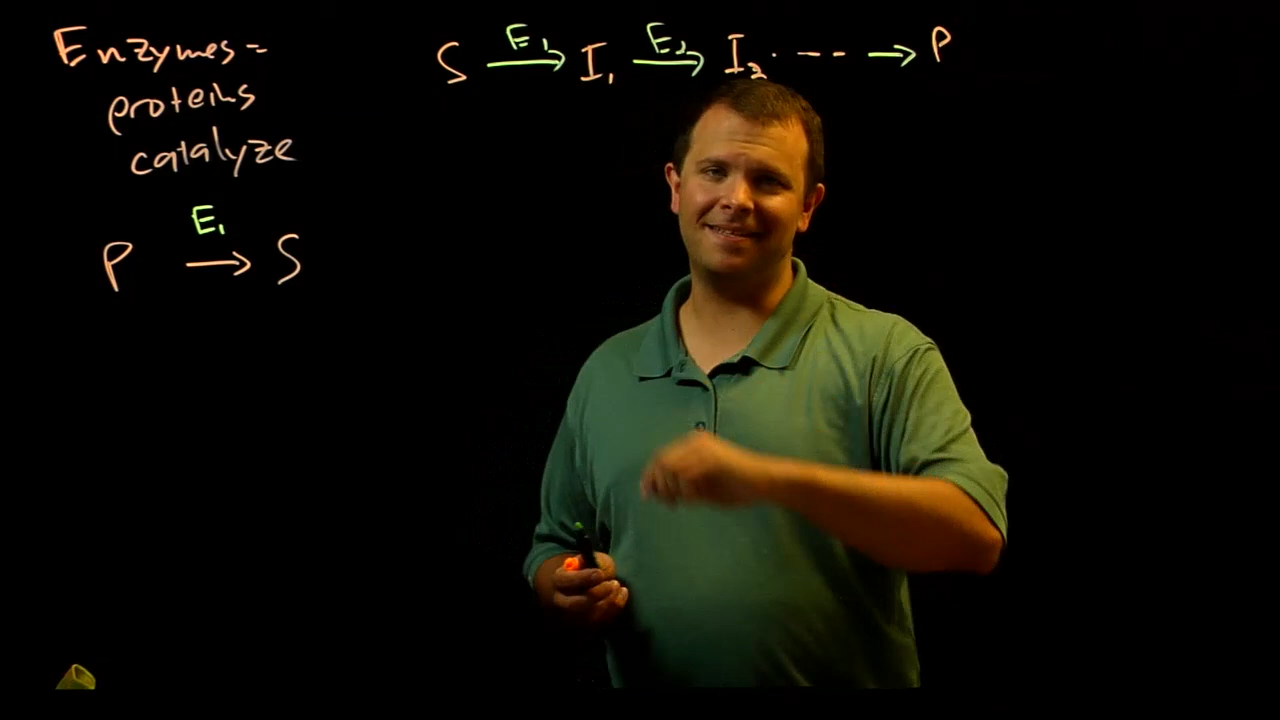 Enzymes =
proteins
catalyze
E₁
P → S
E₁ E₂
S → I₁ → I₂ . - - - → P